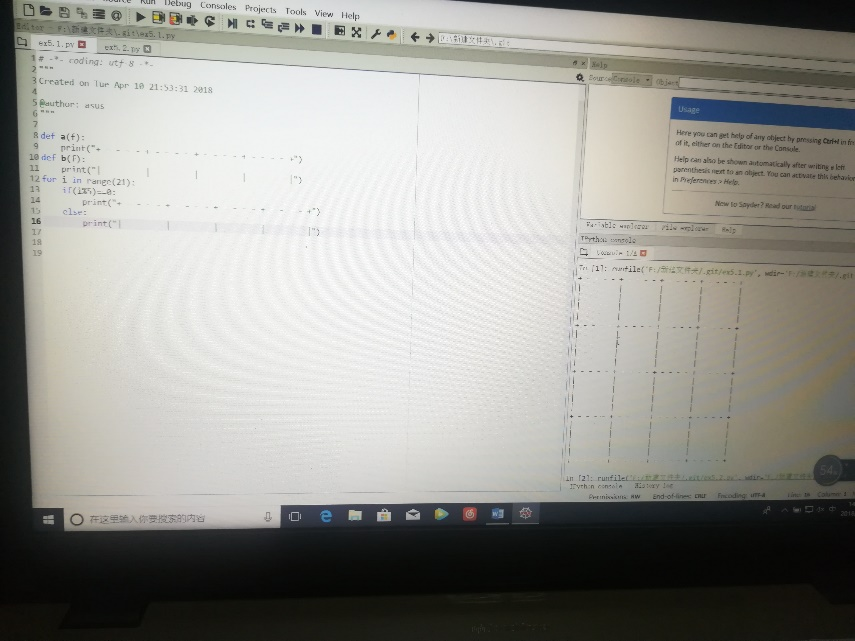 Run Debug Consoles Projects Tools View Help
Editor - F:\新建文件夹\.git\ex5.1.py
F:\新建文件夹\.git
ex5.1.py ex5.2.py
1 # -*- coding: utf-8 -*-
2 """
3 Created on Tue Apr 10 21:53:31 2018
4
5 @author: asus
6 """
7
8 def a(f):
9 print("+ - - - - + - - - - + - - - - + - - - - +")
10 def b(f):
11 print("| | | | |")
12 for i in range(21):
13 if(i%5)==0:
14 print("+ - - - - + - - - - + - - - - + - - - - +")
15 else:
16 print("| | | | |")
17
18
19
Help
Source Console Object
Usage
Here you can get help of any object by pressing Ctrl+I in
of it, either on the Editor or the Console.
Help can also be shown automatically after writing a left
parenthesis next to an object. You can activate this behavior
in Preferences > Help.
New to Spyder? Read our tutorial
Variable explorer File explorer Help
IPython console
Console 1/A
In [1]: runfile('F:/新建文件夹/.git/ex5.1.py', wdir='F:/新建文件夹/.git
In [2]: runfile('F:/新建文件夹/.git/ex5.2.py', wdir='F:/新建文件夹
IPython console History log
Permissions: RW End-of-lines: CRLF Encoding: UTF-8 Line: 16 Column: 1
在这里输入你要搜索的内容